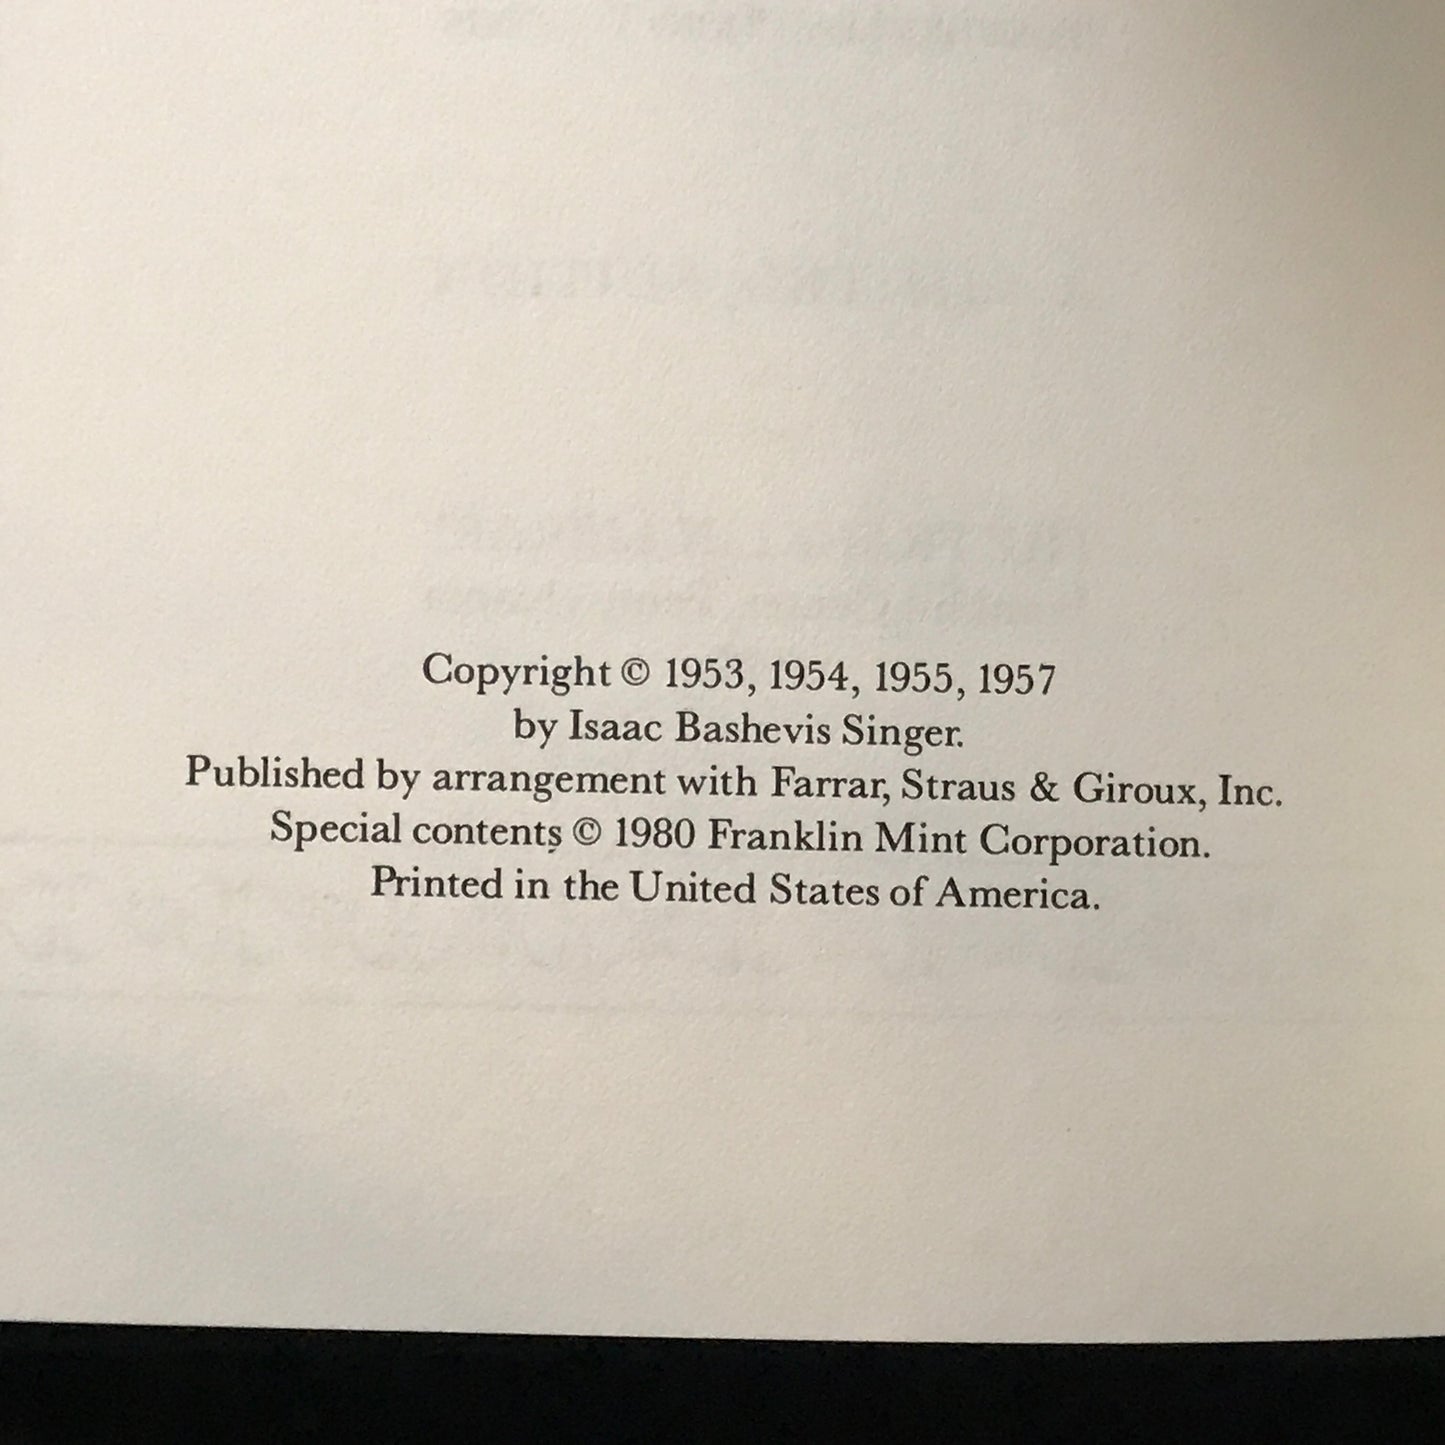 Copyright © 1953, 1954, 1955, 1957
by Isaac Bashevis Singer.
Published by arrangement with Farrar, Straus & Giroux, Inc.
Special contents © 1980 Franklin Mint Corporation.
Printed in the United States of America.